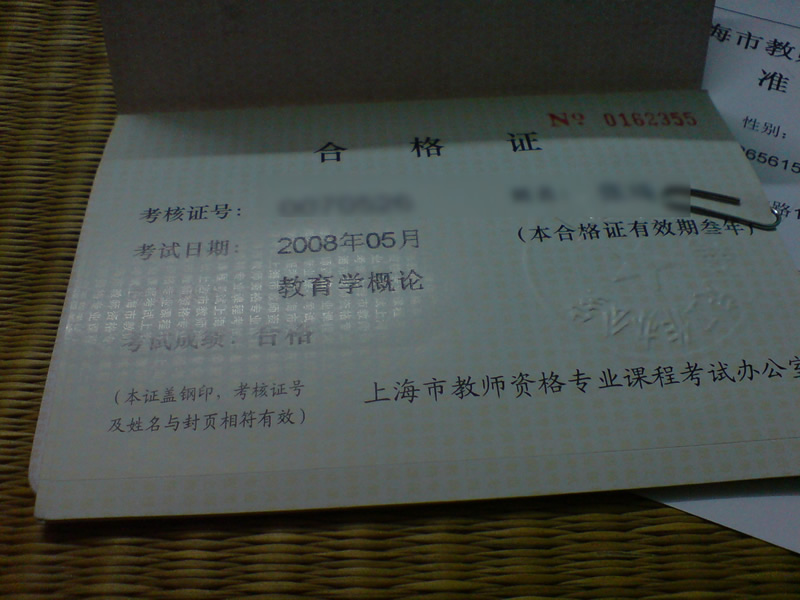 No 0162355
合格证
考核证号:
考试日期: 2008年05月
(本合格证有效期叁年)
教育学概论
考试成绩: 合格
(本证盖钢印,考核证号
及姓名与封页相符有效)
上海市教师资格专业课程考试办公室
海市教
准
性别: